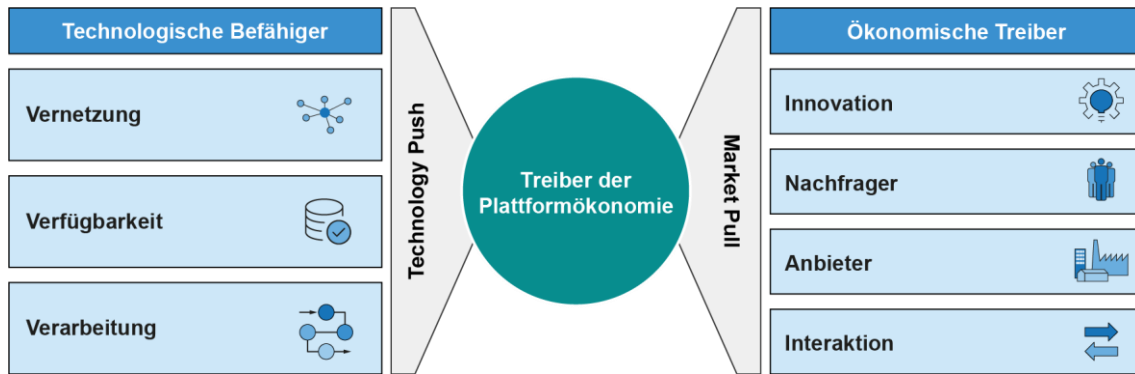 Technologische Befähiger
Vernetzung
Verfügbarkeit
Verarbeitung
Technology Push
Treiber der
Plattformökonomie
Market Pull
Ökonomische Treiber
Innovation
Nachfrager
Anbieter
Interaktion